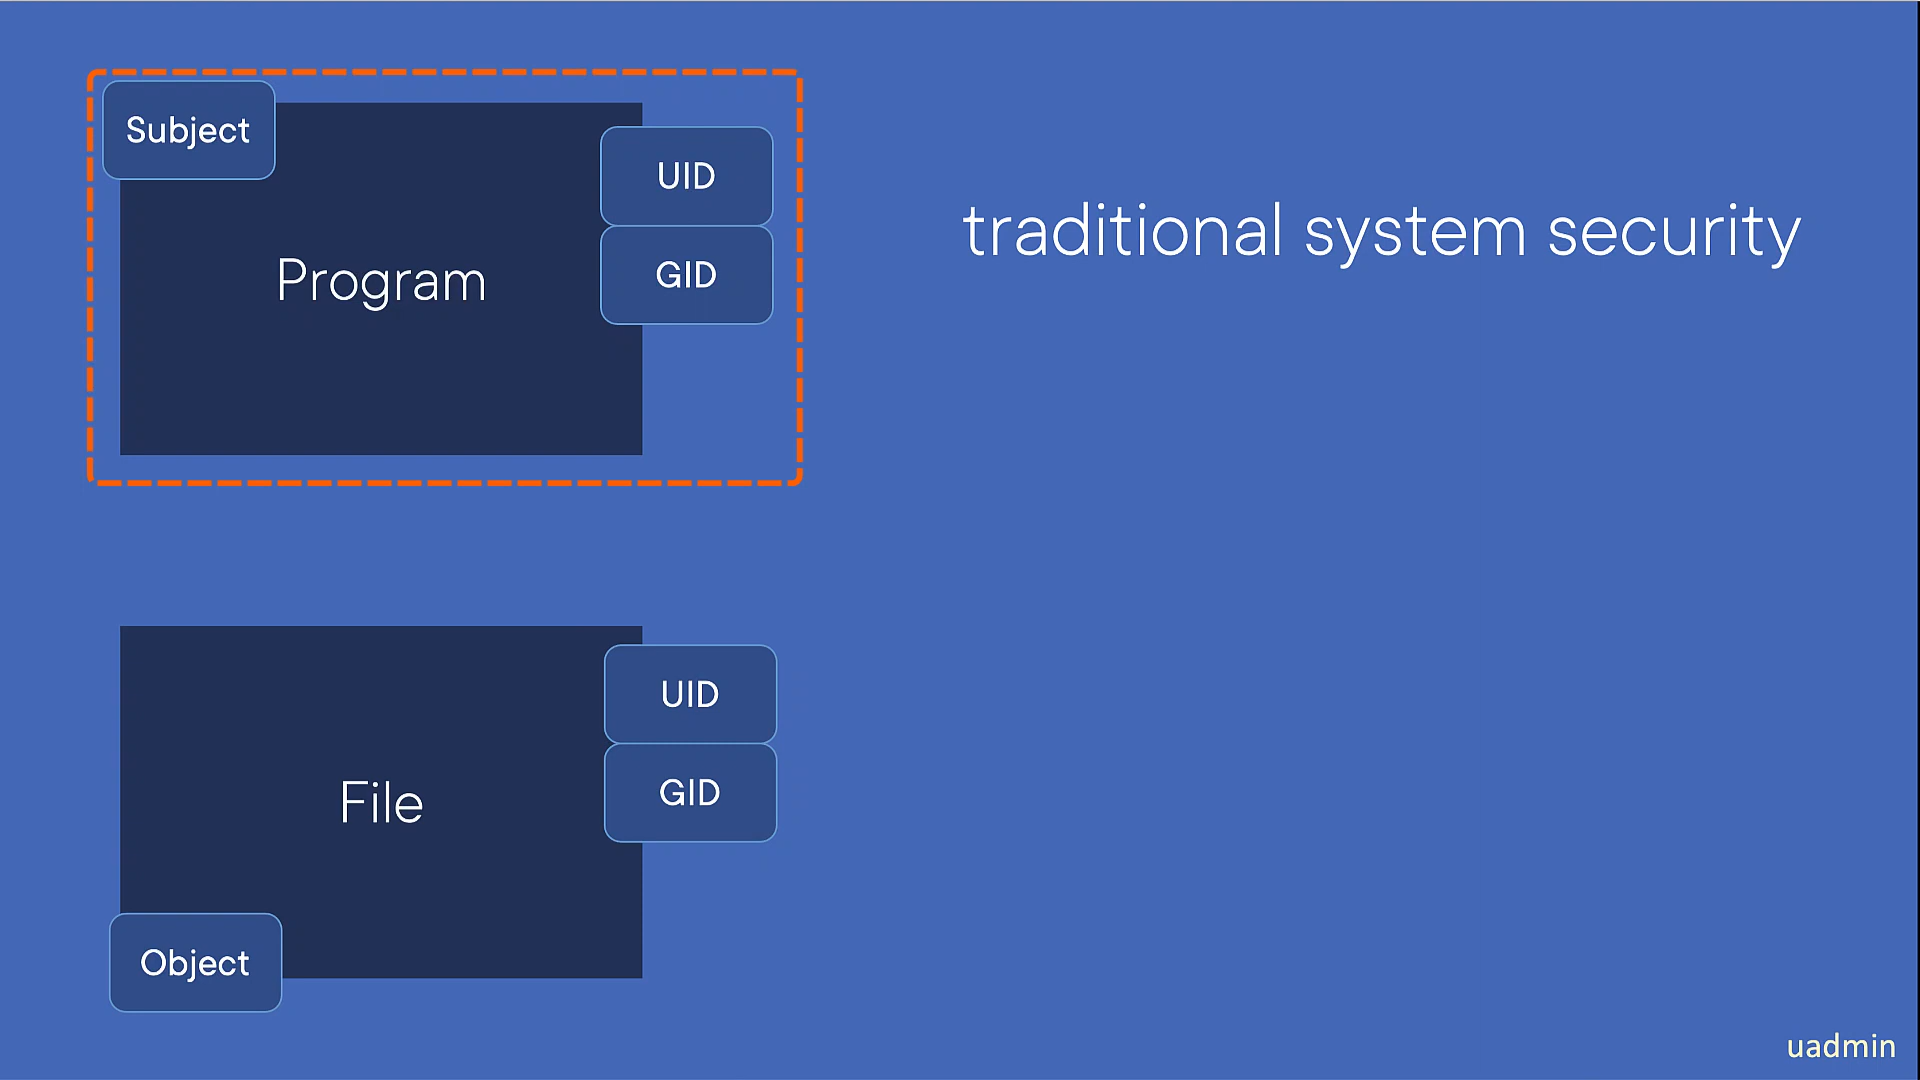 Subject
UID
traditional system security
Program
GID
UID
File
GID
Object
uadmin